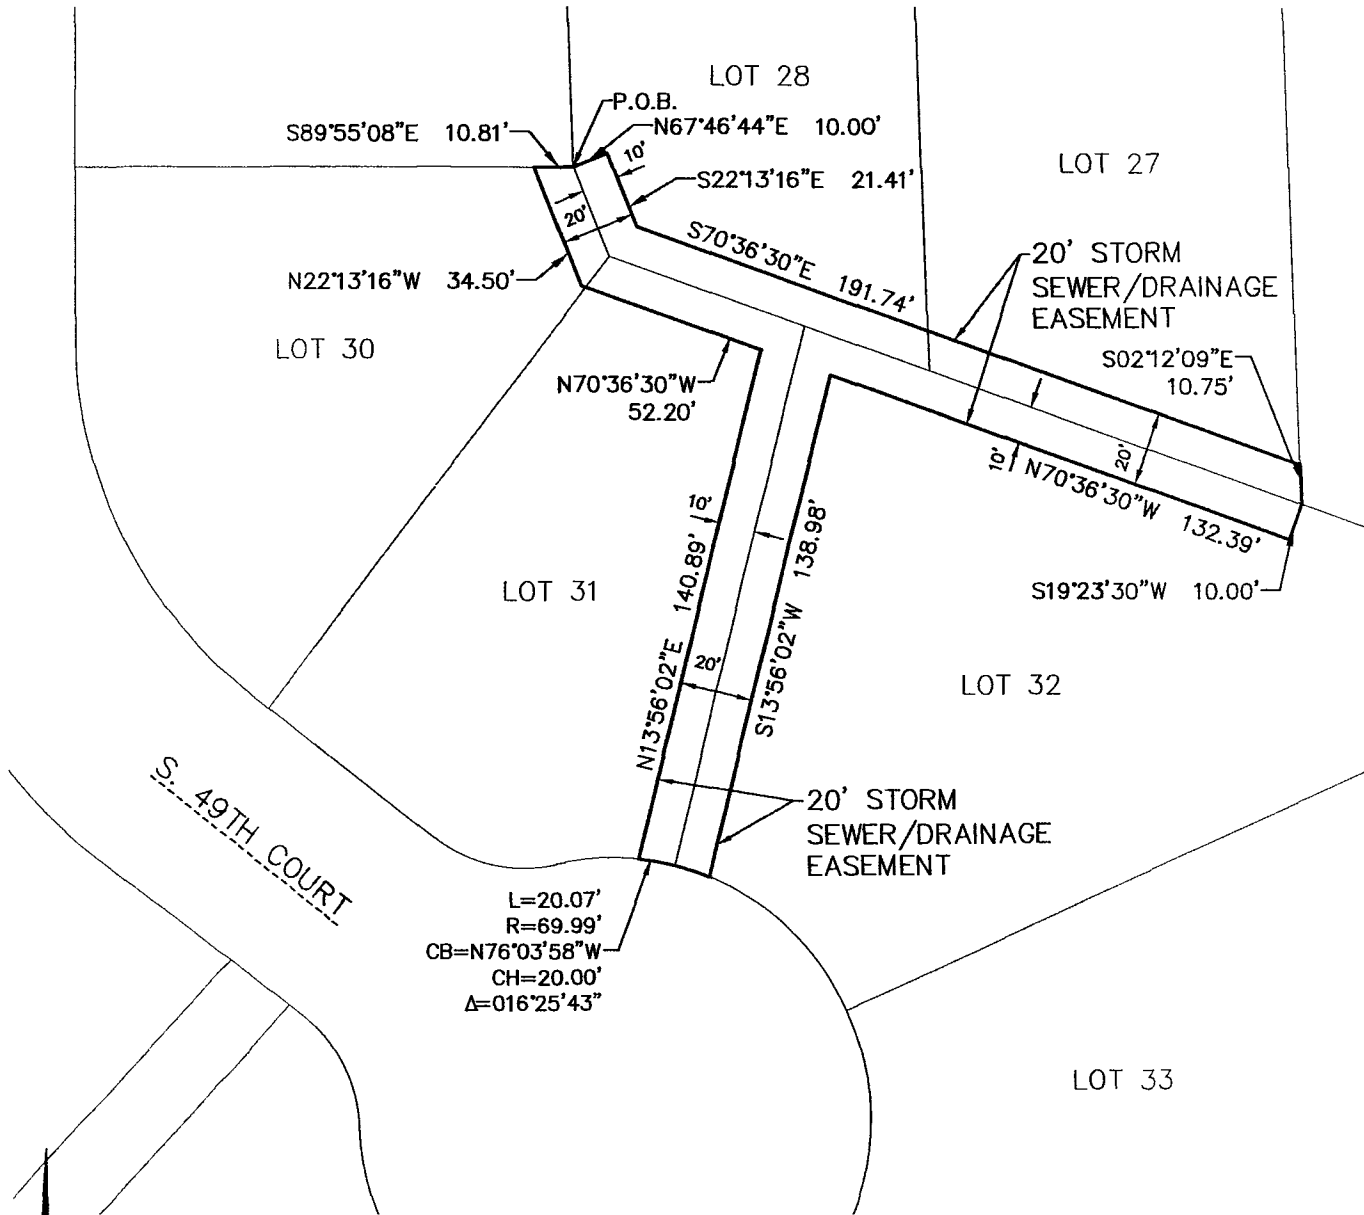 LOT 28
P.O.B.
S89°55'08"E 10.81'
N67°46'44"E 10.00'
10'
LOT 27
S22°13'16"E 21.41'
20'
S70°36'30"E 191.74'
20' STORM
SEWER/DRAINAGE
EASEMENT
N22°13'16"W 34.50'
LOT 30
S02°12'09"E
10.75'
N70°36'30"W
52.20'
10'
20'
N70°36'30"W 132.39'
10'
N13°56'02"E 140.89'
S13°56'02"W 138.98'
LOT 31
S19°23'30"W 10.00'
20'
LOT 32
S. 49TH COURT
20' STORM
SEWER/DRAINAGE
EASEMENT
L=20.07'
R=69.99'
CB=N76°03'58"W
CH=20.00'
Δ=016°25'43"
LOT 33